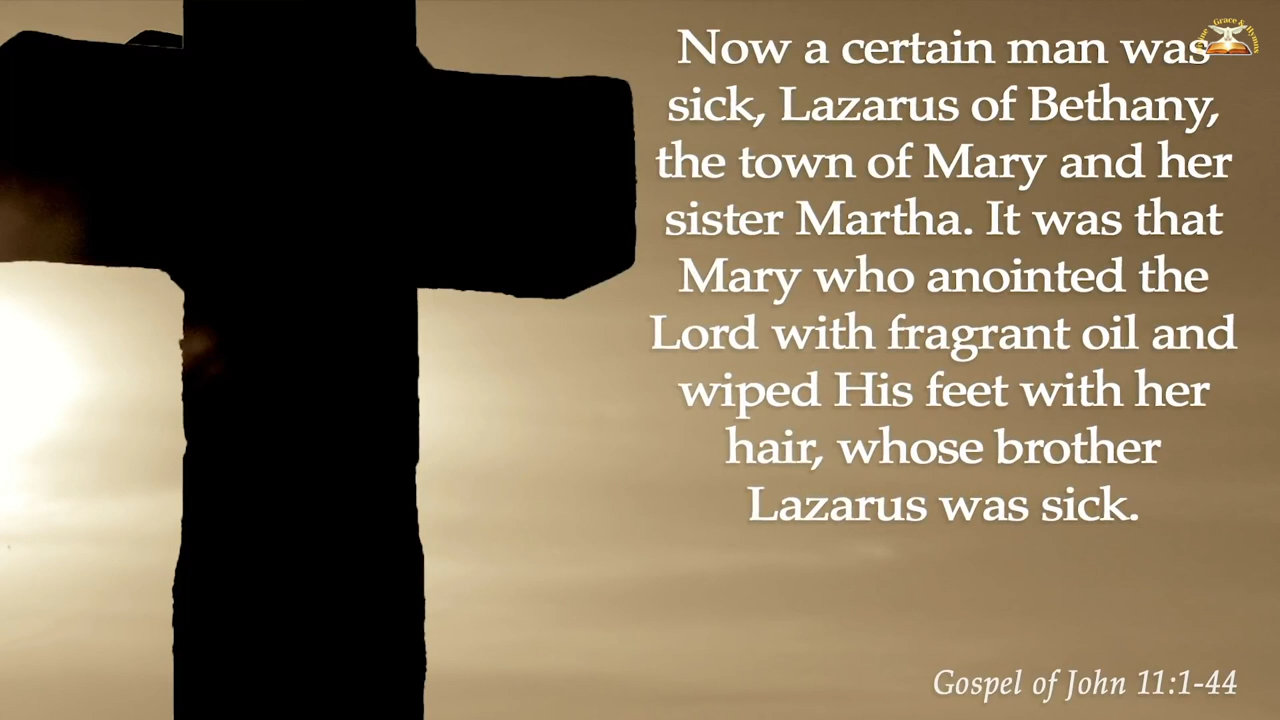 Now a certain man was
sick, Lazarus of Bethany,
the town of Mary and her
sister Martha. It was that
Mary who anointed the
Lord with fragrant oil and
wiped His feet with her
hair, whose brother
Lazarus was sick.
Grace & Hymns
Gospel of John 11:1-44